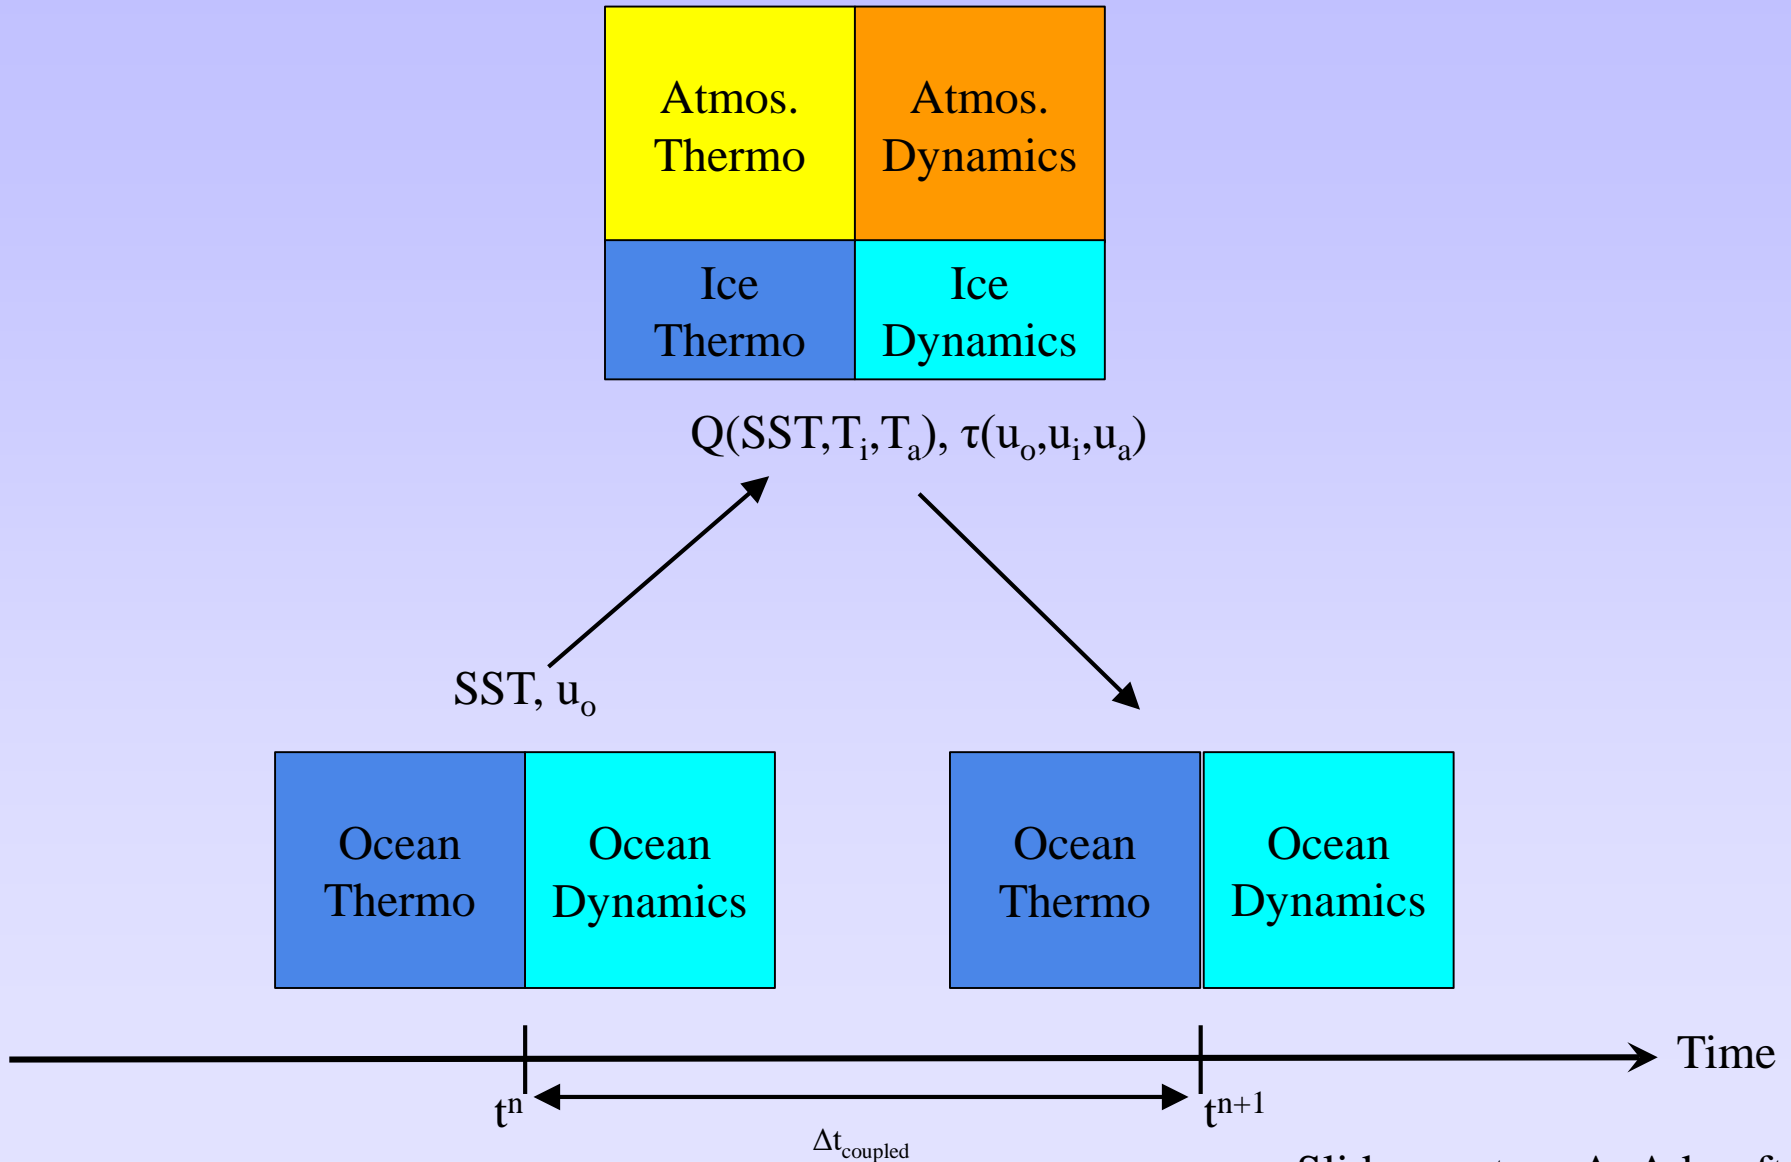 Atmos.
Thermo
Atmos.
Dynamics
Ice
Thermo
Ice
Dynamics
Q(SST,Tᵢ,Tₐ), τ(uₒ,uᵢ,uₐ)
SST, uₒ
Ocean
Thermo
Ocean
Dynamics
Ocean
Thermo
Ocean
Dynamics
Time
tⁿ
tⁿ⁺¹
Δt_coupled